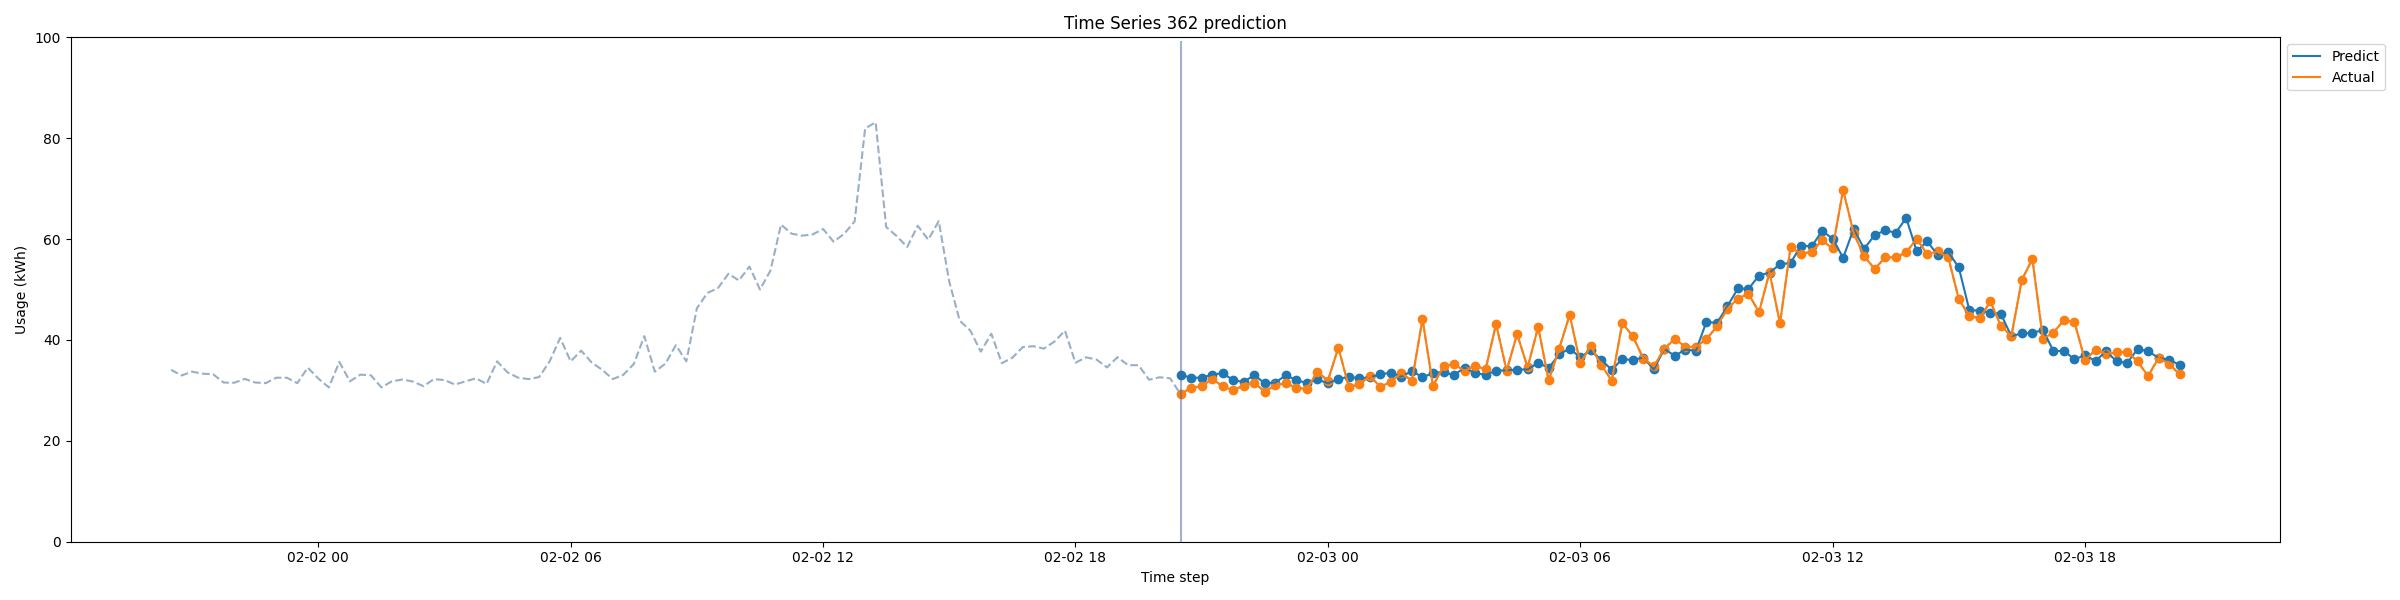 Time Series 362 prediction
100
80
60
40
20
0
Usage (kWh)
02-02 00
02-02 06
02-02 12
02-02 18
02-03 00
02-03 06
02-03 12
02-03 18
Time step
Predict
Actual